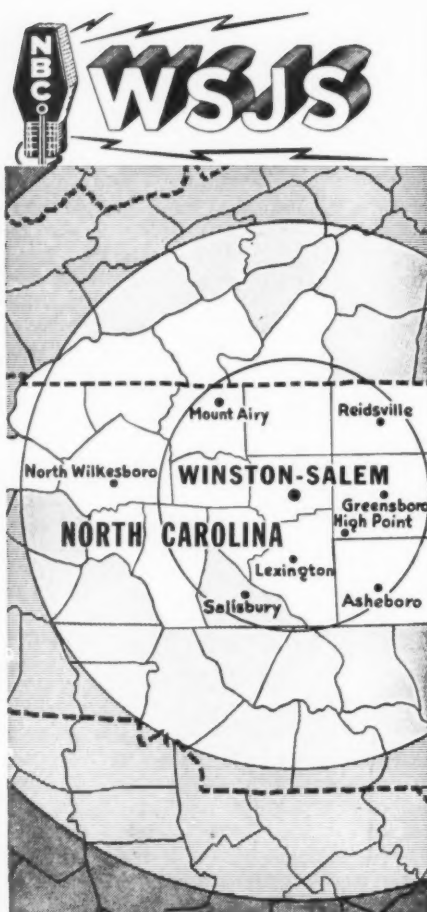 NBC
WSJS
Mount Airy
Reidsville
North Wilkesboro
WINSTON-SALEM
Greensboro
High Point
NORTH CAROLINA
Lexington
Salisbury
Asheboro